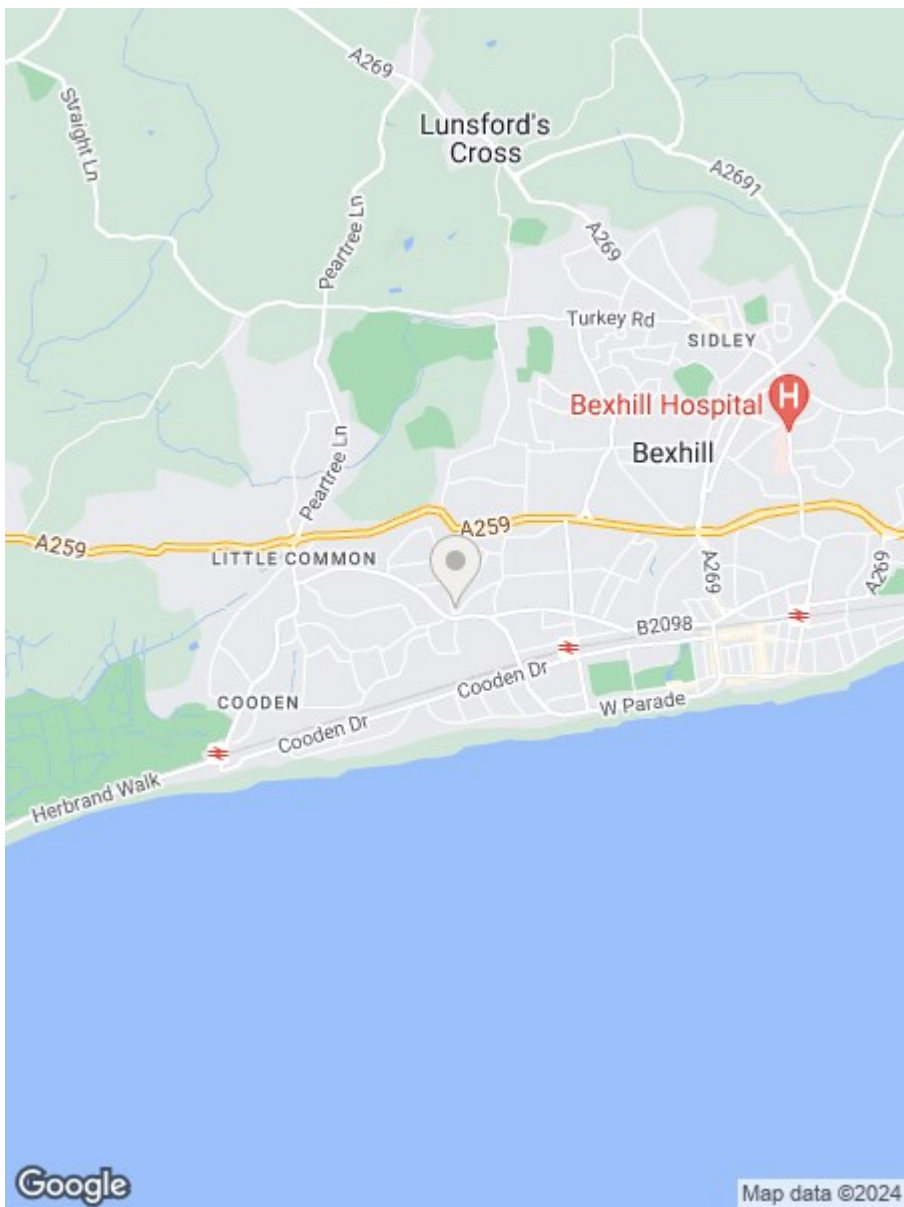 A269
Straight Ln
Lunsford's
Cross
A2691
Peartree Ln
A269
Turkey Rd
SIDLEY
H
Bexhill Hospital
Bexhill
Peartree Ln
A259
A259
LITTLE COMMON
A269
A269
B2098
Cooden Dr
COODEN
W Parade
Cooden Dr
Herbrand Walk
Google
Map data ©2024